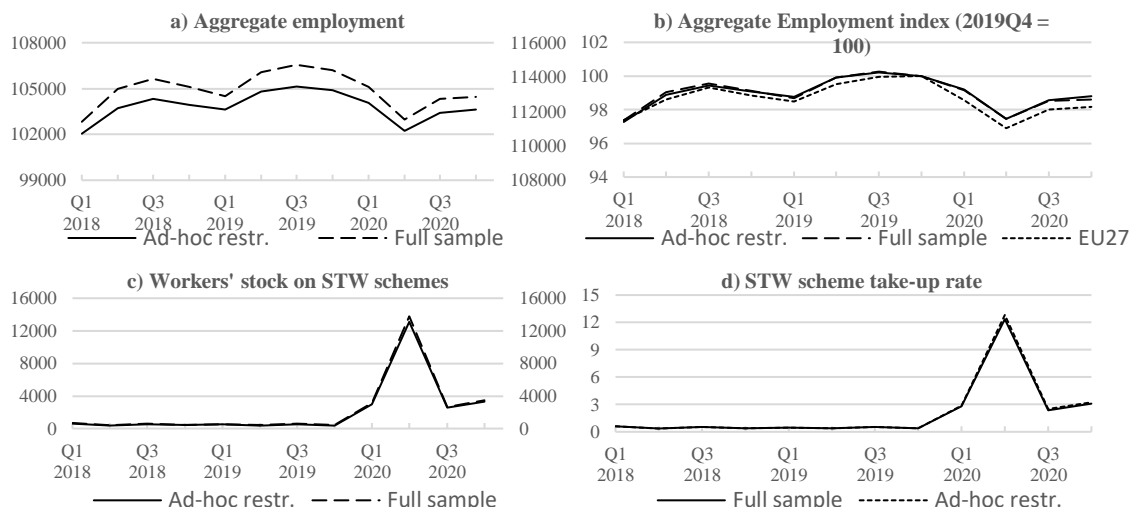 a) Aggregate employment
108000
105000
102000
99000
116000
114000
112000
110000
108000
Q1 2018
Q3
Q1 2019
Q3
Q1 2020
Q3 2020
Ad-hoc restr.
Full sample
b) Aggregate Employment index (2019Q4 =
100)
102
100
98
96
94
Q1
2018
Q3
2018
Q1
2019
Q3
2019
Q1
2020
Q3
2020
Ad-hoc restr.
Full sample
EU27
c) Workers' stock on STW schemes
16000
12000
8000
4000
0
16000
12000
8000
4000
0
Q1
2018
Q3
2018
Q1
2019
Q3
2019
Q1
2020
Q3
2020
Ad-hoc restr.
Full sample
d) STW scheme take-up rate
15
12
9
6
3
0
Q1
2018
Q3
2018
Q1
2019
Q3
2019
Q1
2020
Q3
2020
Full sample
Ad-hoc restr.